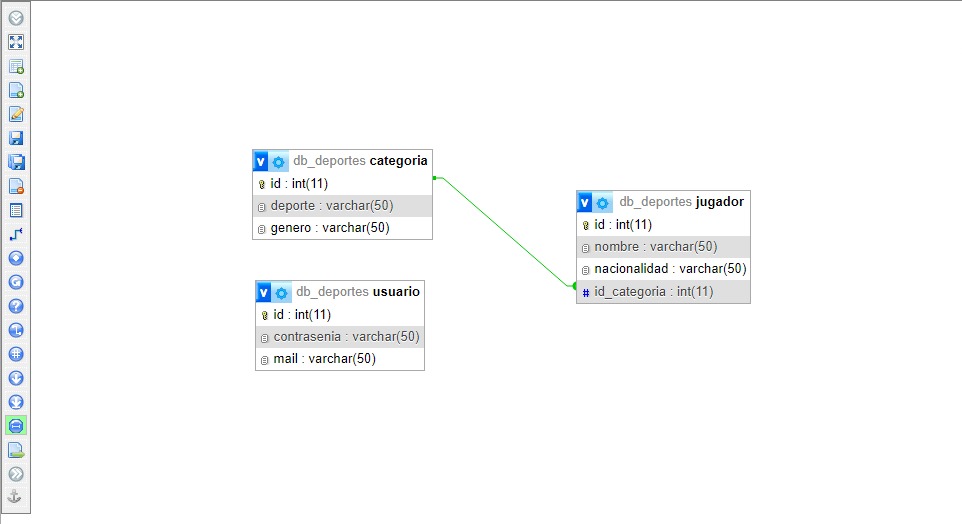 V db_deportes categoria
id : int(11)
deporte : varchar(50)
genero : varchar(50)
V db_deportes jugador
id : int(11)
nombre : varchar(50)
nacionalidad : varchar(50)
# id_categoria : int(11)
V db_deportes usuario
id : int(11)
contrasenia : varchar(50)
mail : varchar(50)